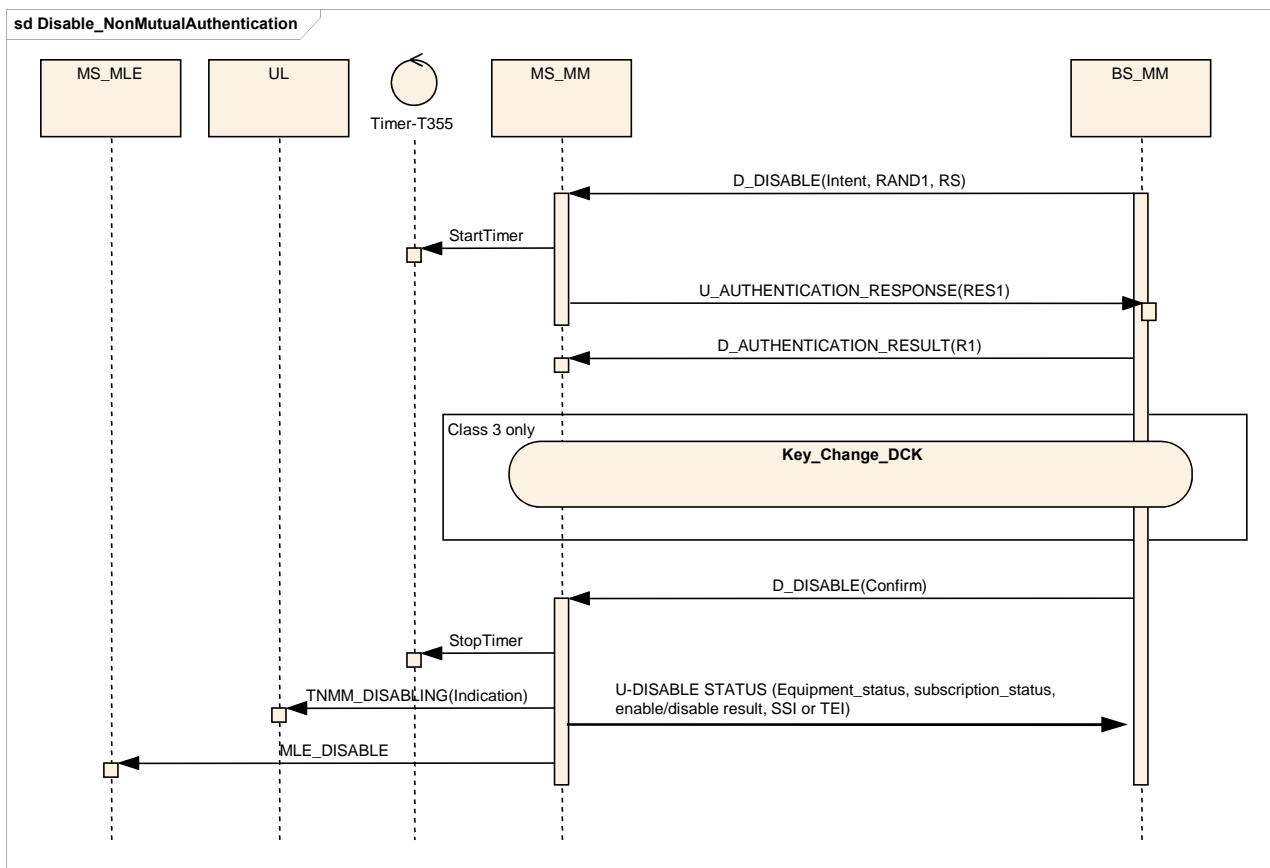 sd Disable_NonMutualAuthentication
MS_MLE
UL
Timer-T355
MS_MM
BS_MM
D_DISABLE(Intent, RAND1, RS)
StartTimer
U_AUTHENTICATION_RESPONSE(RES1)
D_AUTHENTICATION_RESULT(R1)
Class 3 only
Key_Change_DCK
D_DISABLE(Confirm)
StopTimer
TNMM_DISABLING(Indication)
U-DISABLE STATUS (Equipment_status, subscription_status,
enable/disable result, SSI or TEI)
MLE_DISABLE